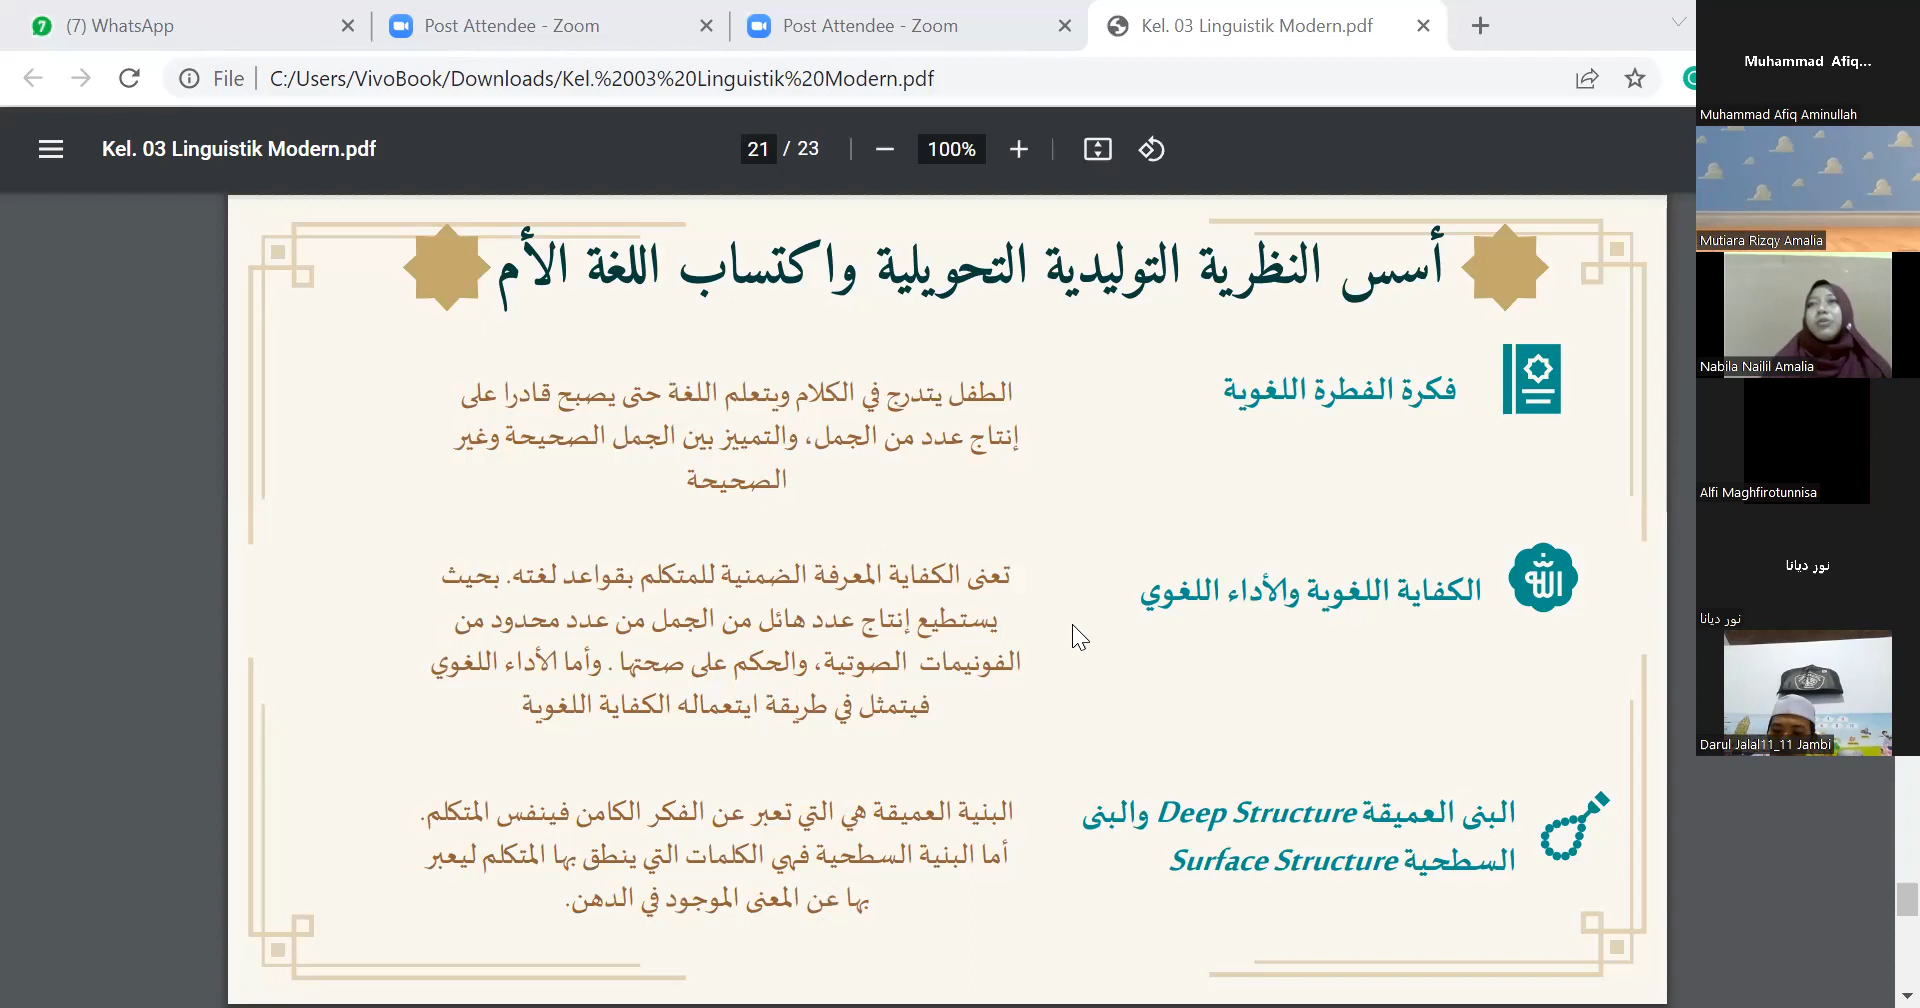 (7) WhatsApp
Post Attendee - Zoom
Post Attendee - Zoom
Kel. 03 Linguistik Modern.pdf
File
C:/Users/VivoBook/Downloads/Kel.%2003%20Linguistik%20Modern.pdf
Kel. 03 Linguistik Modern.pdf
21 / 23
100%
أسس النظرية التوليدية التحويلية واكتساب اللغة الأم
فكرة الفطرة اللغوية
الطفل يتدرج في الكلام ويتعلم اللغة حتى يصبح قادرا على
إنتاج عدد من الجمل، والتمييز بين الجمل الصحيحة وغير
الصحيحة
الله
الكفاية اللغوية والأداء اللغوي
تعنى الكفاية المعرفة الضمنية للمتكلم بقواعد لغته. بحيث
يستطيع إنتاج عدد هائل من الجمل من عدد محدود من
الفونيمات الصوتية، والحكم على صحتها . وأما الأداء اللغوي
فيتمثل في طريقة ايتعماله الكفاية اللغوية
البنى العميقة Deep Structure والبنى
السطحية Surface Structure
البنية العميقة هي التي تعبر عن الفكر الكامن فينفس المتكلم.
أما البنية السطحية فهي الكلمات التي ينطق بها المتكلم ليعبر
بها عن المعنى الموجود في الدهن.
Muhammad Afiq...
Muhammad Afiq Aminullah
Mutiara Rizqy Amalia
Nabila Nailil Amalia
Alfi Maghfirotunnisa
نور ديانا
نور ديانا
Darul Jalal11_11 Jambi